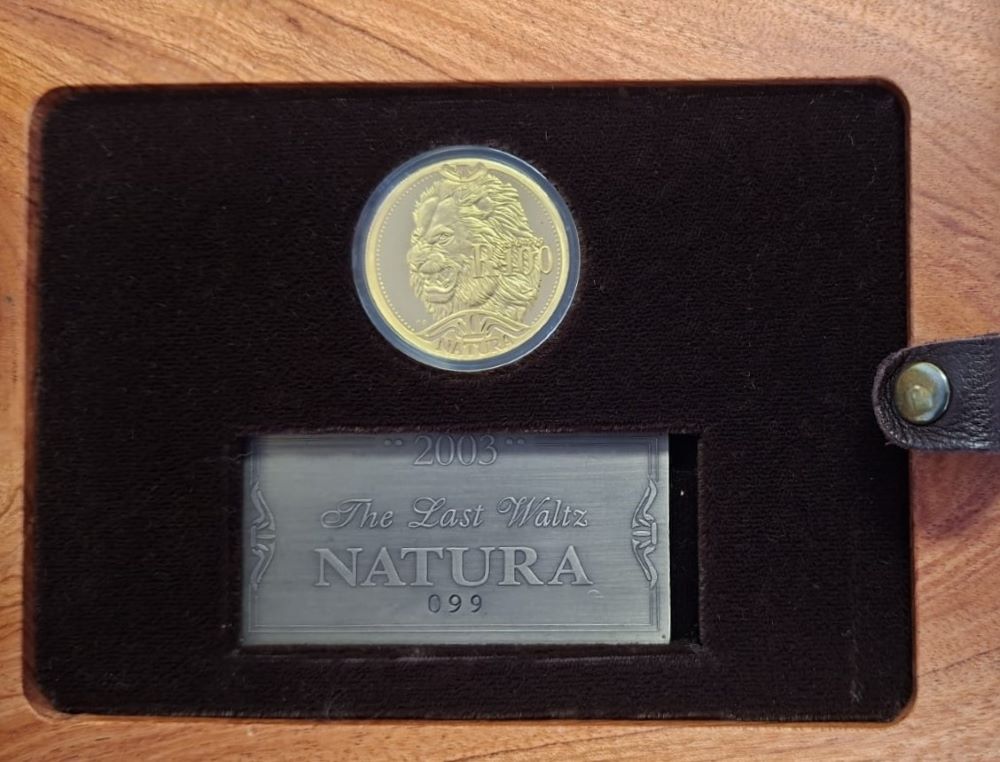 R100
NATURA
2003
The Last Waltz
NATURA
099